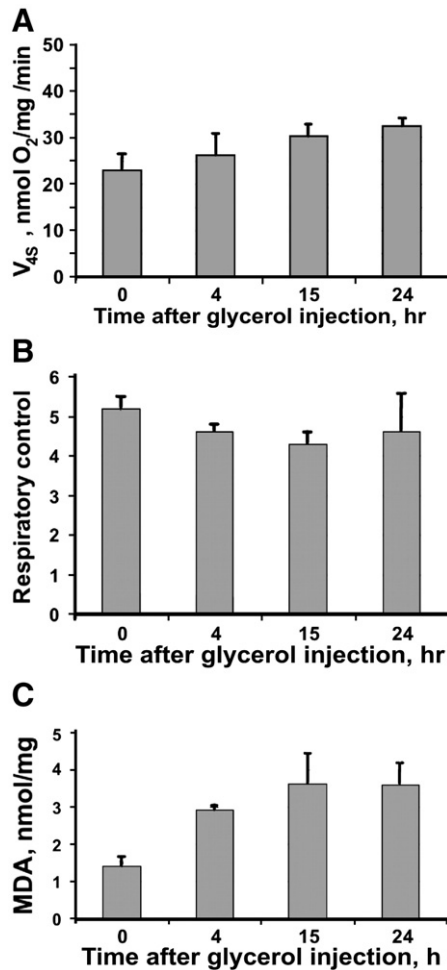 A
50
40
30
20
10
0
V4s , nmol O2/mg /min
0 4 15 24
Time after glycerol injection, hr
B
6
5
4
3
2
1
0
Respiratory control
0 4 15 24
Time after glycerol injection, hr
C
5
4
3
2
1
0
MDA, nmol/mg
0 4 15 24
Time after glycerol injection, h